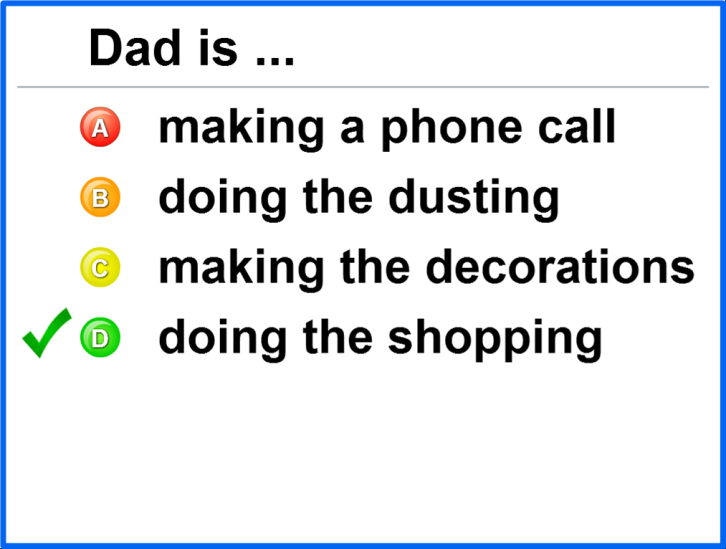 Dad is ...
A making a phone call
B doing the dusting
C making the decorations
D doing the shopping